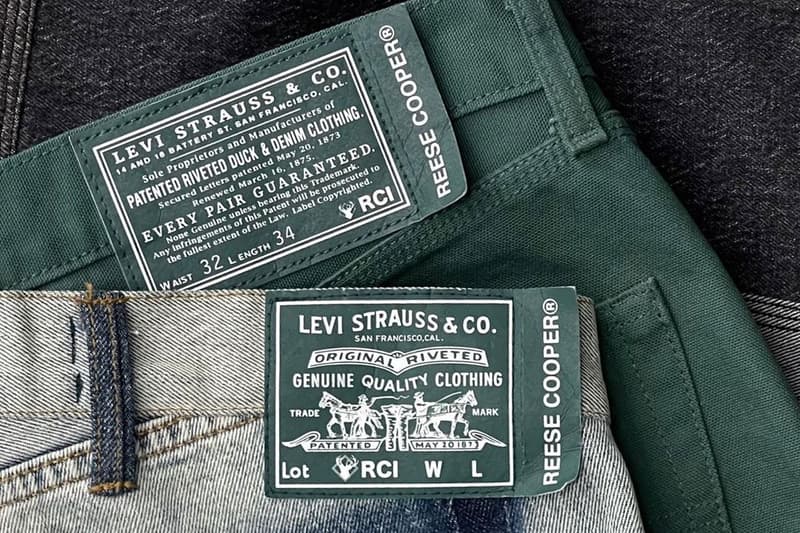 LEVI STRAUSS & CO.
14 AND 16 BATTERY ST. SAN FRANCISCO, CAL.
Sole Proprietors and Manufacturers of
PATENTED RIVETED DUCK & DENIM CLOTHING.
Secured Letters patented May 20, 1873
Renewed March 16, 1875.
EVERY PAIR GUARANTEED.
None Genuine unless bearing this Trademark.
Any infringements of this Patent will be prosecuted to
the fullest extent of the Law. Label Copyrighted.
RCI
WAIST 32 LENGTH 34
REESE COOPER®
LEVI STRAUSS & CO.
SAN FRANCISCO, CAL.
ORIGINAL RIVETED
GENUINE QUALITY CLOTHING
TRADE MARK
PATENTED MAY 20 187
Lot RCI W L
REESE COOPER®